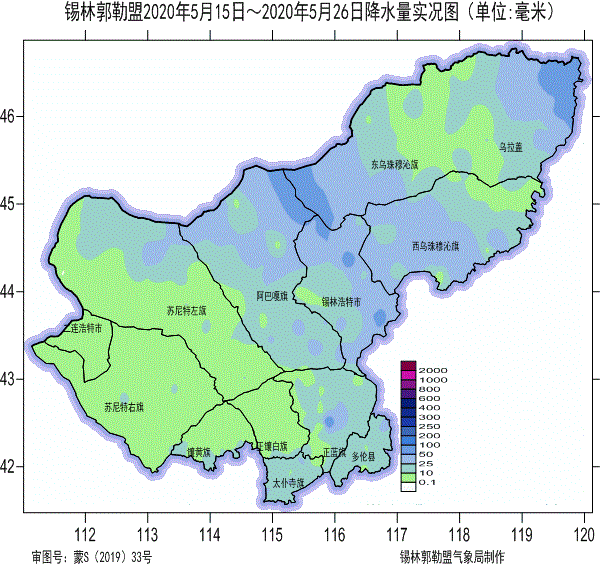 锡林郭勒盟2020年5月15日～2020年5月26日降水量实况图（单位:毫米）
46
乌拉盖
东乌珠穆沁旗
45
西乌珠穆沁旗
44
阿巴嘎旗
锡林浩特市
苏尼特左旗
二连浩特市
43
2000
1000
800
600
400
300
250
200
100
50
25
10
0.1
苏尼特右旗
42
镶黄旗
正镶白旗
正蓝旗
多伦县
太仆寺旗
112 113 114 115 116 117 118 119 120
审图号：蒙S（2019）33号
锡林郭勒盟气象局制作